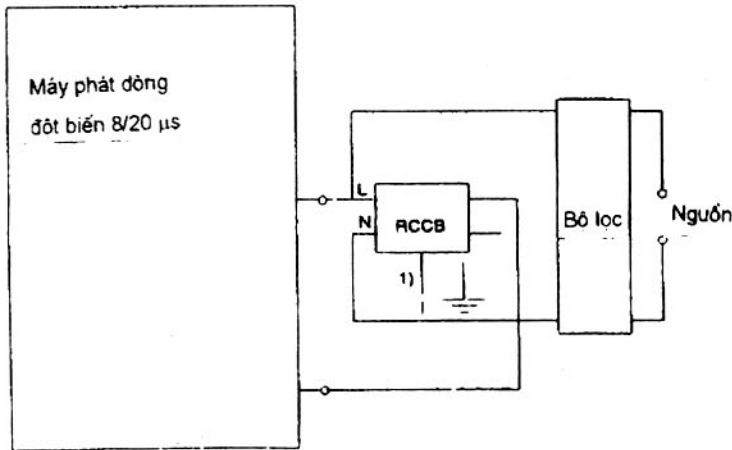 Máy phát dòng
đột biến 8/20 µs
L
N
RCCB
1)
Bộ lọc
Nguồn